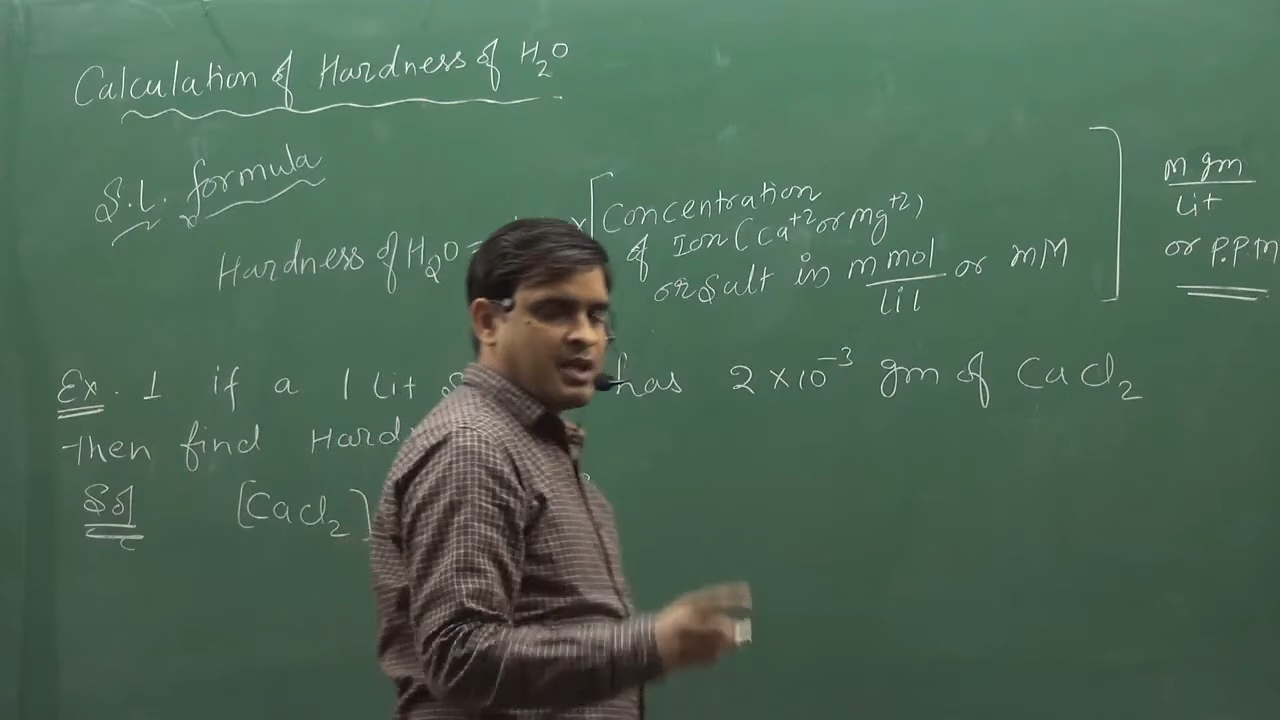 Calculation of Hardness of H2O
S.L. formula
Hardness of H2O = × [Concentration of Ion (Ca+2 or Mg+2) or Salt in m mol / Lit or mM] m gm / Lit or P.P.M
Ex. 1 if a 1 Lit has 2 × 10^-3 gm of CaCl2
then find Hard
Sol [CaCl2]